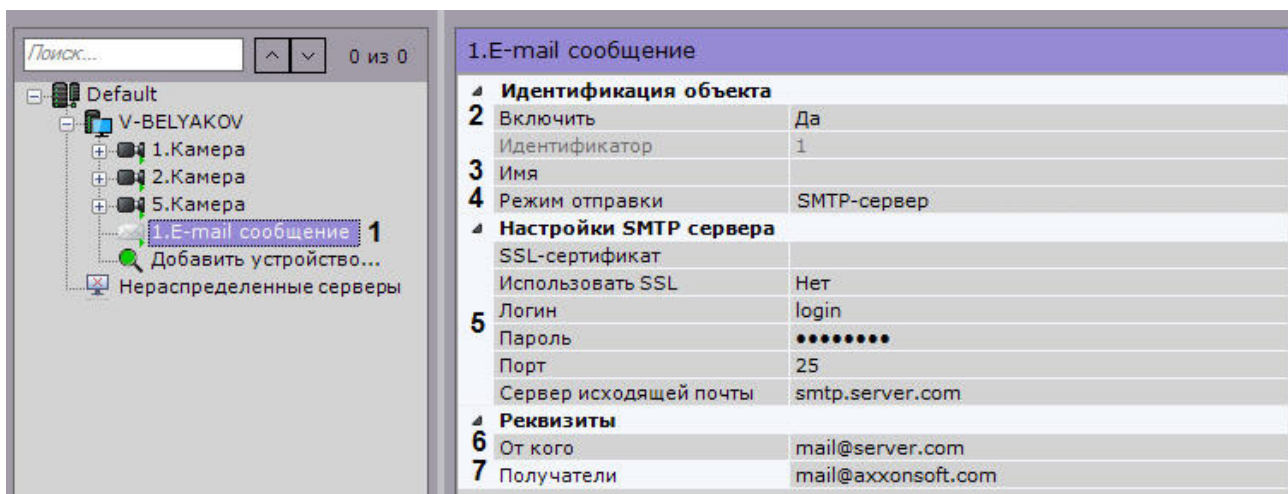 Поиск...
0 из 0
Default
V-BELYAKOV
1.Камера
2.Камера
5.Камера
1.E-mail сообщение 1
Добавить устройство...
Нераспределенные серверы
1.E-mail сообщение
Идентификация объекта
2 Включить Да
Идентификатор 1
3 Имя
4 Режим отправки SMTP-сервер
Настройки SMTP сервера
SSL-сертификат
Использовать SSL Нет
5 Логин login
Пароль ●●●●●●●●
Порт 25
Сервер исходящей почты smtp.server.com
Реквизиты
6 От кого mail@server.com
7 Получатели mail@axxonsoft.com